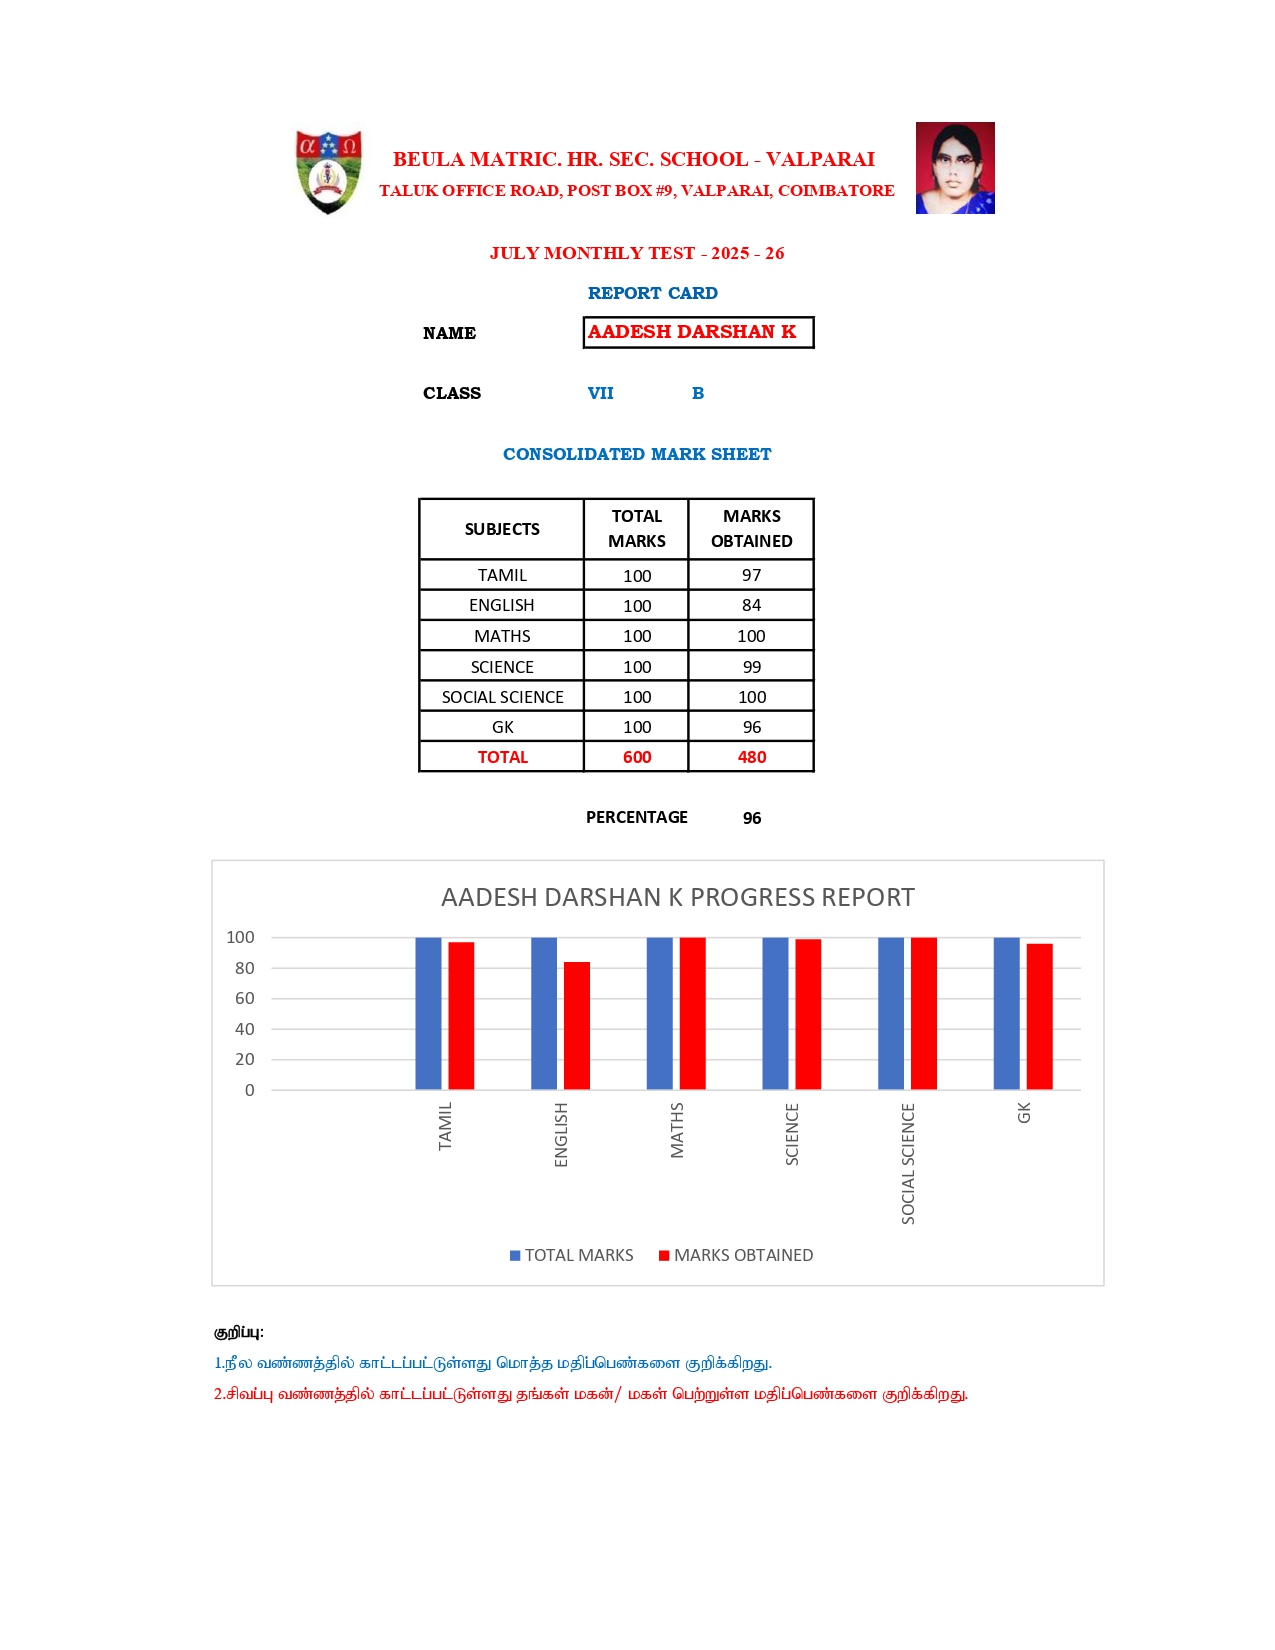 α Ω
BEULA MATRIC. HR. SEC. SCHOOL - VALPARAI
TALUK OFFICE ROAD, POST BOX #9, VALPARAI, COIMBATORE
JULY MONTHLY TEST - 2025 - 26
REPORT CARD
NAME AADESH DARSHAN K
CLASS VII B
CONSOLIDATED MARK SHEET
SUBJECTS TOTAL MARKS MARKS OBTAINED
TAMIL 100 97
ENGLISH 100 84
MATHS 100 100
SCIENCE 100 99
SOCIAL SCIENCE 100 100
GK 100 96
TOTAL 600 480
PERCENTAGE 96
AADESH DARSHAN K PROGRESS REPORT
100
80
60
40
20
0
TAMIL
ENGLISH
MATHS
SCIENCE
SOCIAL SCIENCE
GK
TOTAL MARKS MARKS OBTAINED
குறிப்பு:
1.நீல வண்ணத்தில் காட்டப்பட்டுள்ளது மொத்த மதிப்பெண்களை குறிக்கிறது.
2.சிவப்பு வண்ணத்தில் காட்டப்பட்டுள்ளது தங்கள் மகன்/ மகள் பெற்றுள்ள மதிப்பெண்களை குறிக்கிறது.